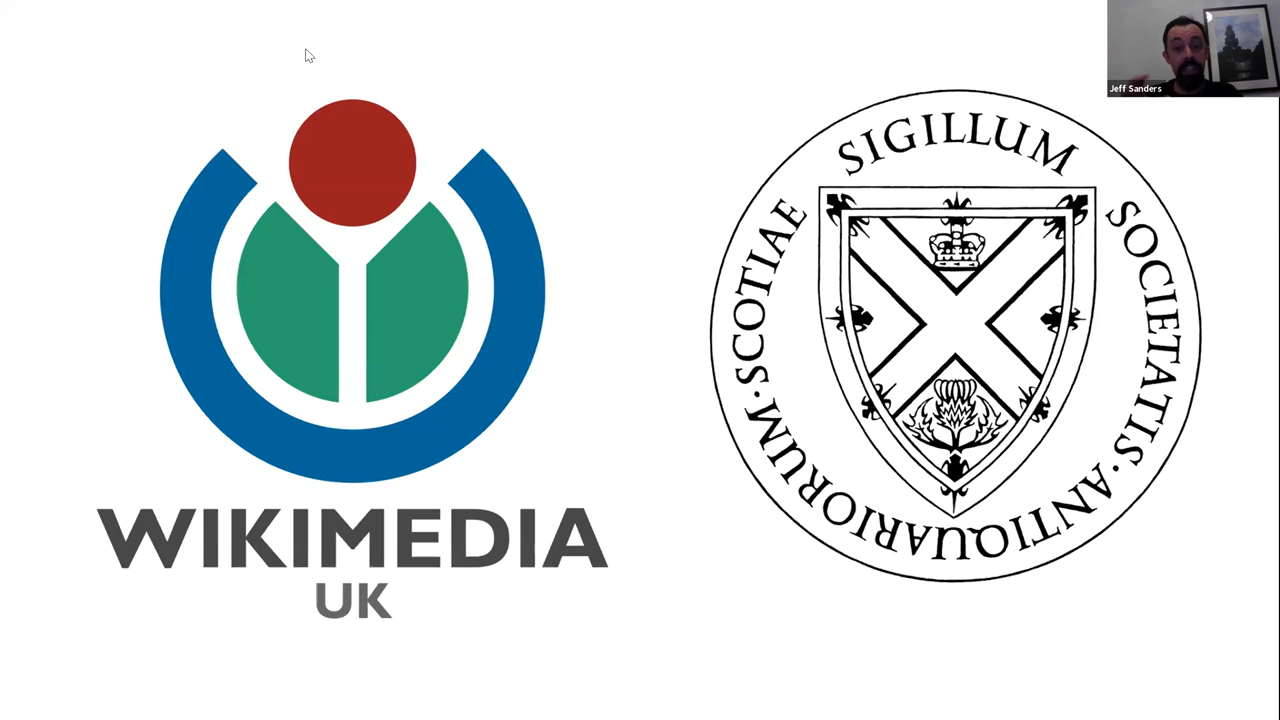 Jeff Sanders
WIKIMEDIA
UK
SIGILLUM SOCIETATIS · ANTIQUARIORUM · SCOTIAE